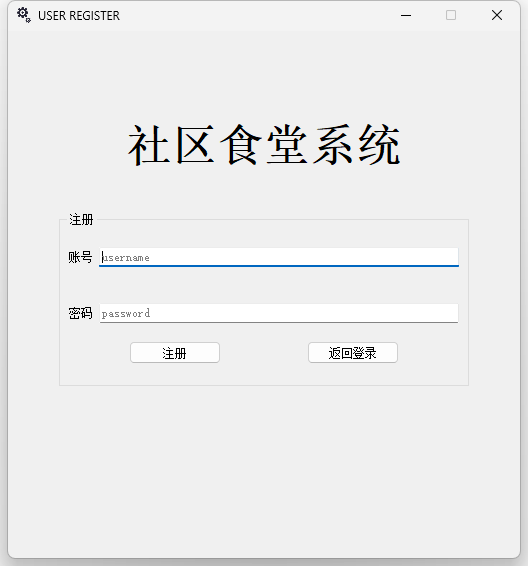 USER REGISTER
社区食堂系统
注册
账号 username
密码 password
注册 返回登录